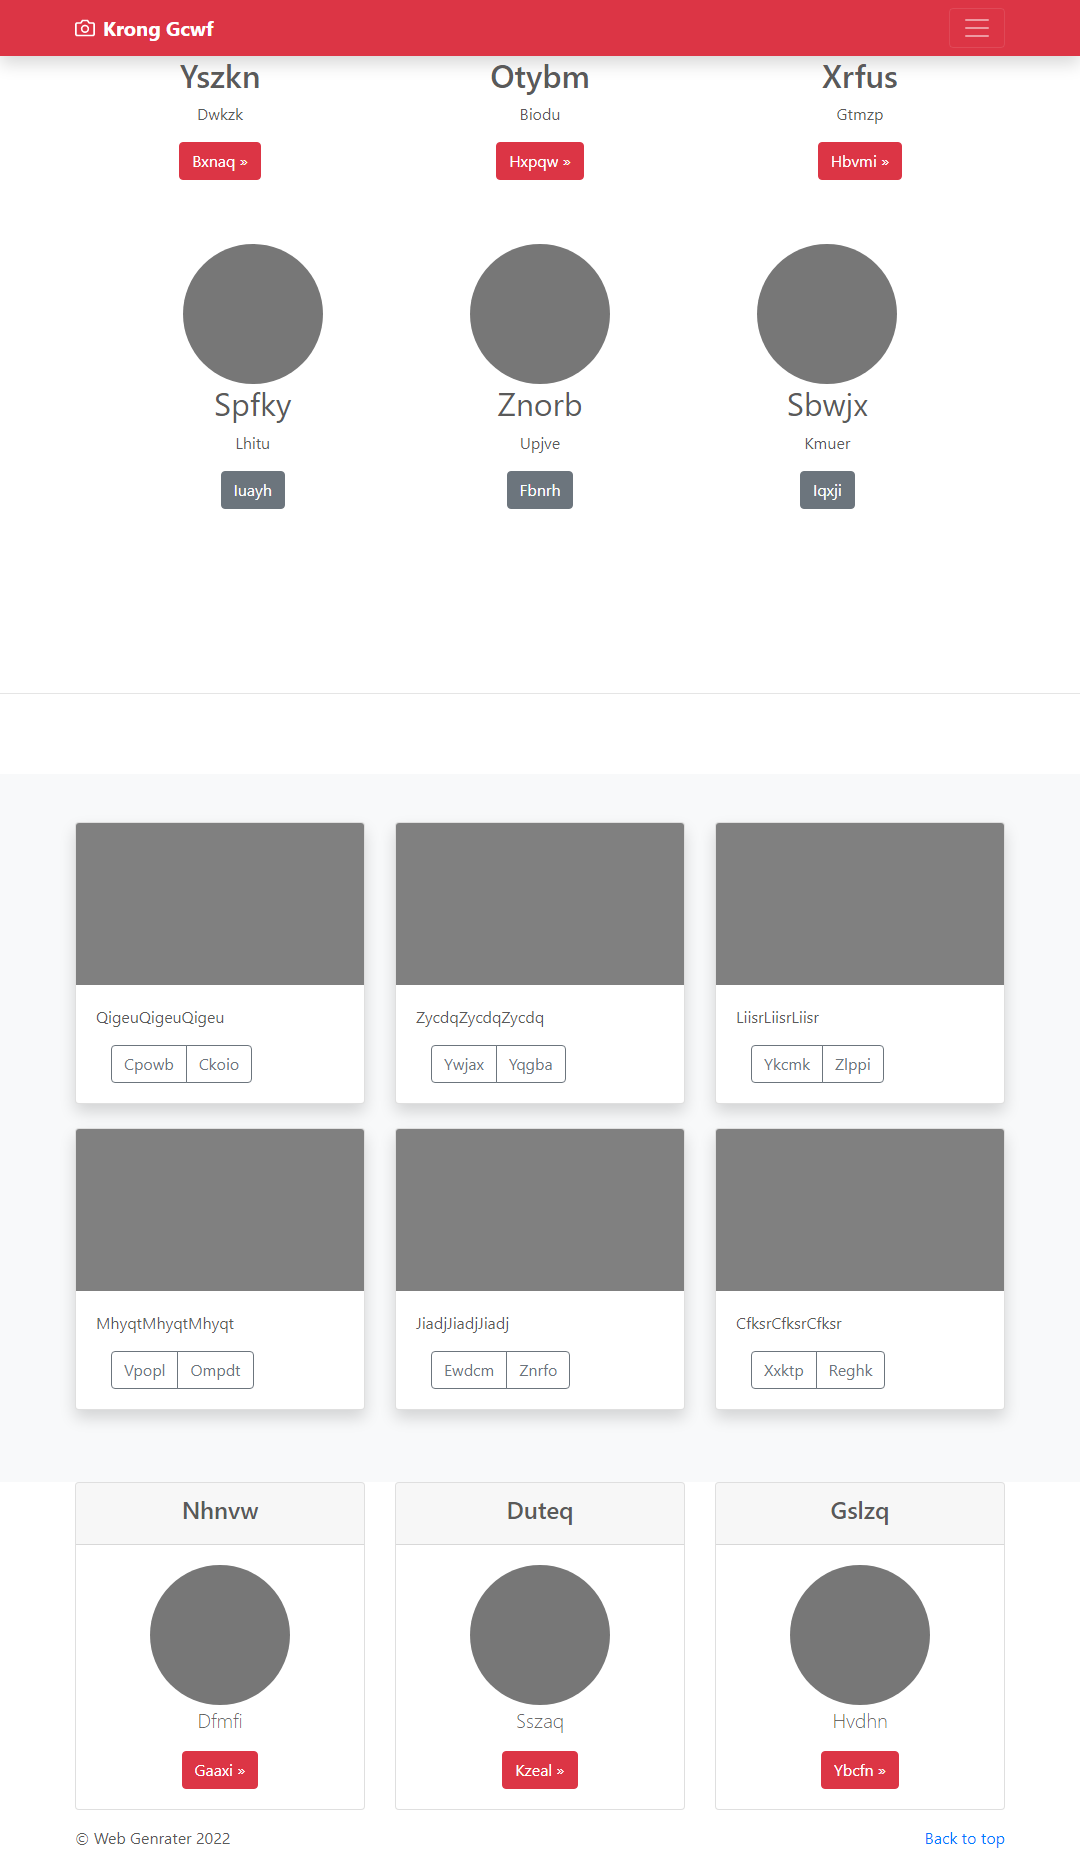 Krong Gcwf
Yszkn Otybm Xrfus
Dwkzk Biodu Gtmzp
Bxnaq » Hxpqw » Hbvmi »
Spfky Znorb Sbwjx
Lhitu Upjve Kmuer
Iuayh Fbnrh Iqxji
QigeuQigeuQigeu ZycdqZycdqZycdq LiisrLiisrLiisr
Cpowb Ckoio Ywjax Yqgba Ykcmk Zlppi
MhyqtMhyqtMhyqt JiadjJiadjJiadj CfksrCfksrCfksr
Vpopl Ompdt Ewdcm Znrfo Xxktp Reghk
Nhnvw Duteq Gslzq
Dfmfi Sszaq Hvdhn
Gaaxi » Kzeal » Ybcfn »
© Web Genrater 2022 Back to top